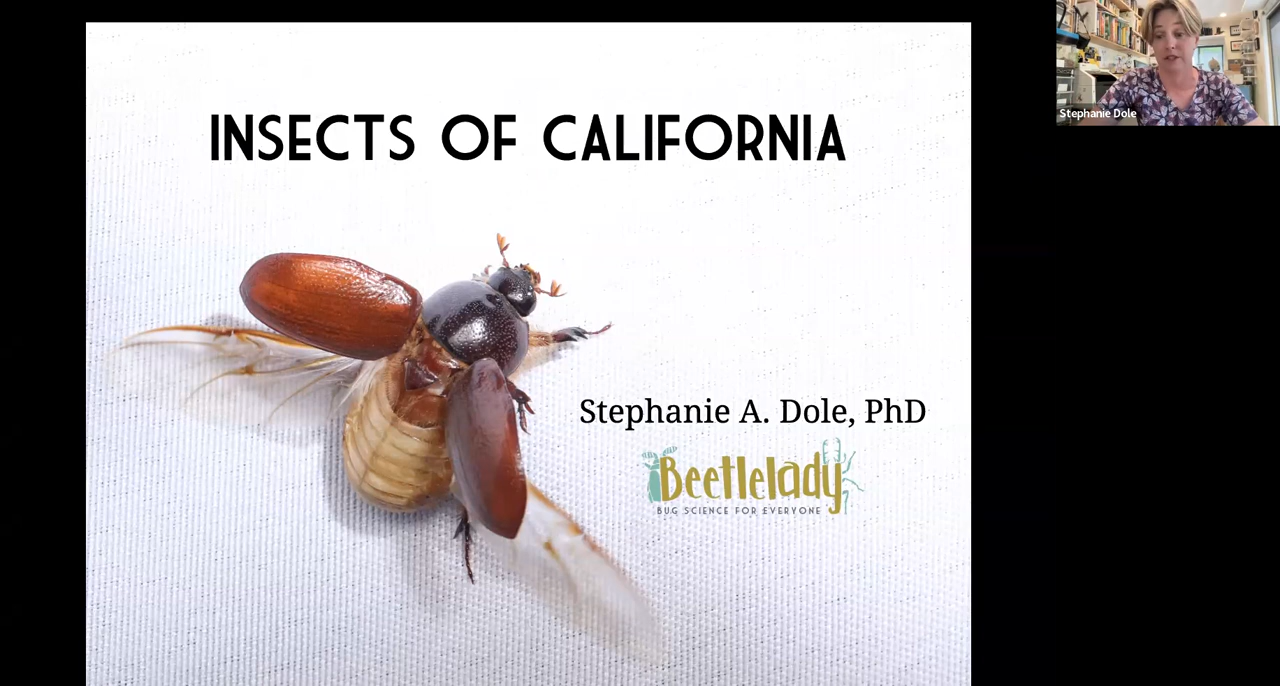 INSECTS OF CALIFORNIA
Stephanie Dole
Stephanie A. Dole, PhD
Beetlelady
BUG SCIENCE FOR EVERYONE